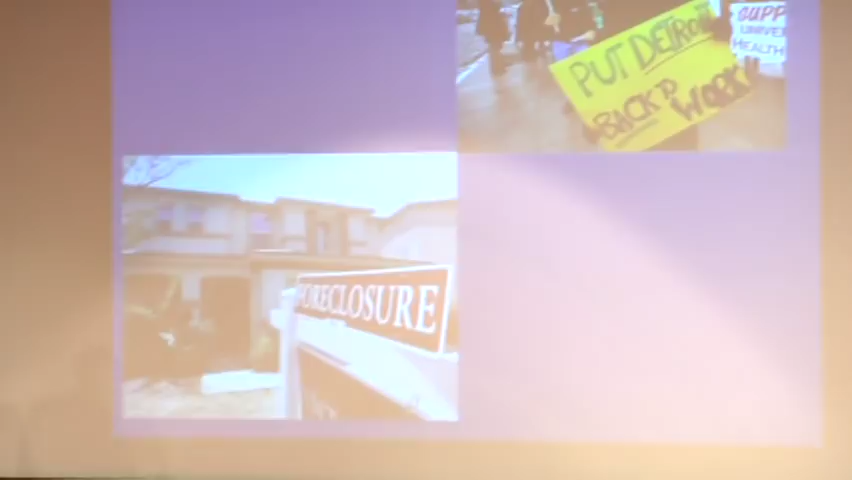 PUT DETROIT
BACK TO WORK
SUPP
UNIVE
HEALTH
FORECLOSURE